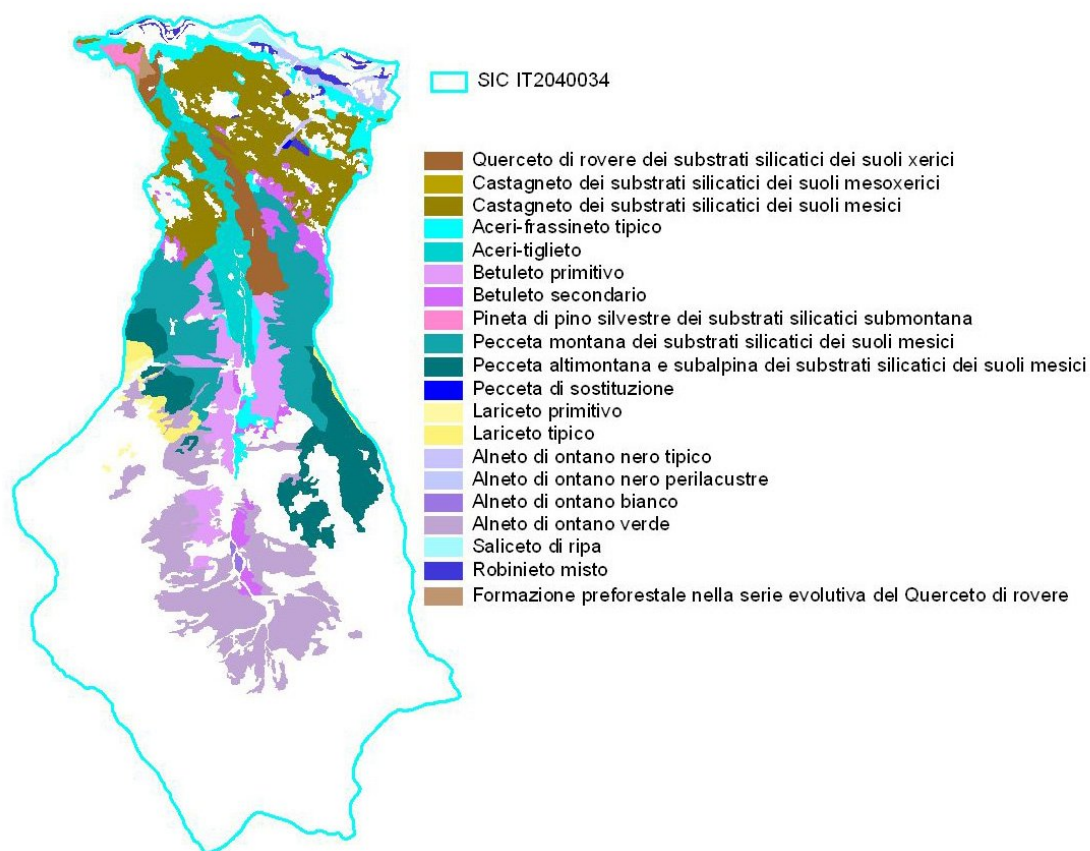 SIC IT2040034
Querceto di rovere dei substrati silicatici dei suoli xerici
Castagneto dei substrati silicatici dei suoli mesoxerici
Castagneto dei substrati silicatici dei suoli mesici
Aceri-frassineto tipico
Aceri-tiglieto
Betuleto primitivo
Betuleto secondario
Pineta di pino silvestre dei substrati silicatici submontana
Pecceta montana dei substrati silicatici dei suoli mesici
Pecceta altimontana e subalpina dei substrati silicatici dei suoli mesici
Pecceta di sostituzione
Lariceto primitivo
Lariceto tipico
Alneto di ontano nero tipico
Alneto di ontano nero perilacustre
Alneto di ontano bianco
Alneto di ontano verde
Saliceto di ripa
Robinieto misto
Formazione preforestale nella serie evolutiva del Querceto di rovere